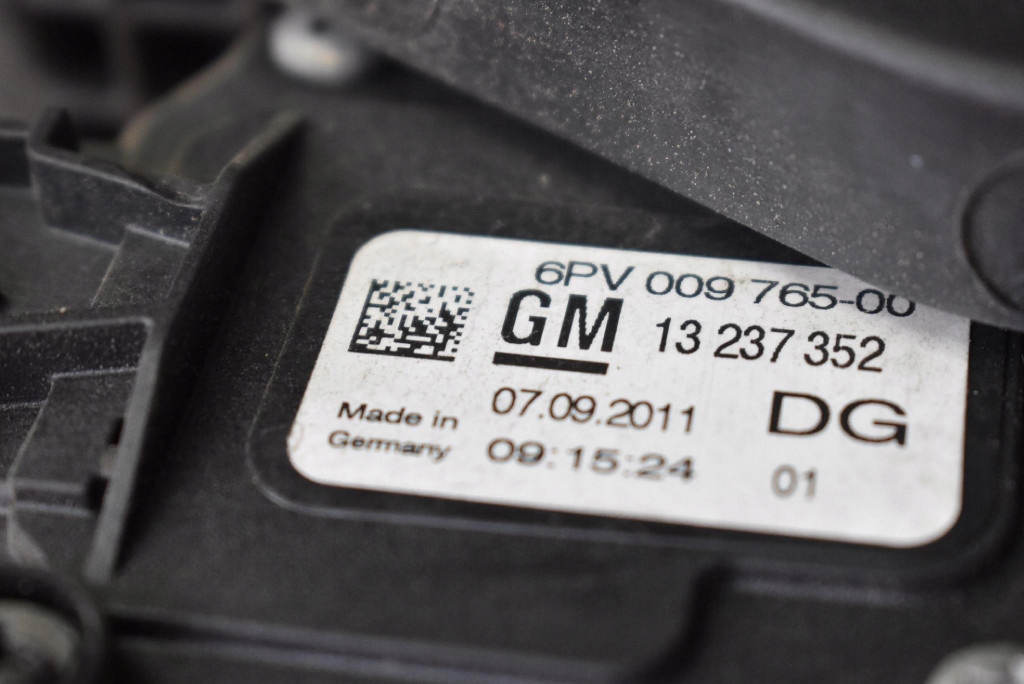 6PV 009 765-00
GM 13 237 352
Made in
Germany
07.09.2011
09:15:24
DG
01